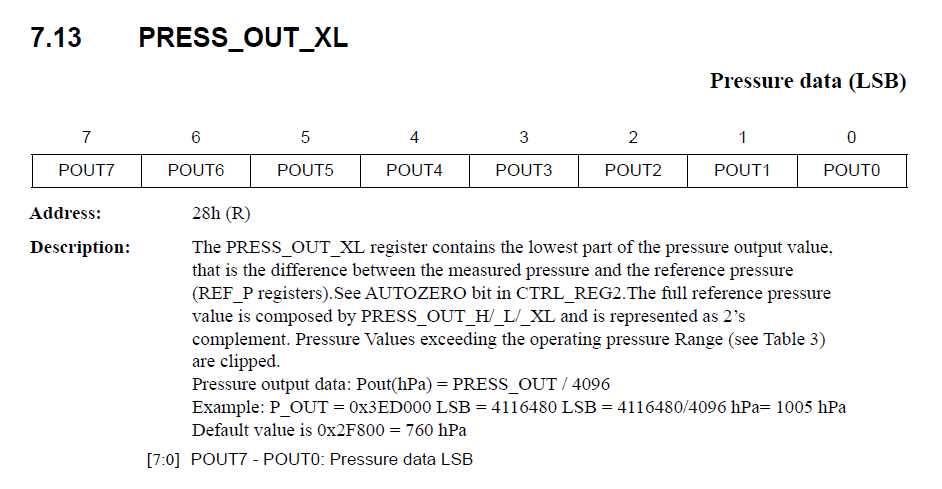 7.13 PRESS_OUT_XL
Pressure data (LSB)
7 6 5 4 3 2 1 0
POUT7 POUT6 POUT5 POUT4 POUT3 POUT2 POUT1 POUT0
Address: 28h (R)
Description: The PRESS_OUT_XL register contains the lowest part of the pressure output value,
that is the difference between the measured pressure and the reference pressure
(REF_P registers).See AUTOZERO bit in CTRL_REG2.The full reference pressure
value is composed by PRESS_OUT_H/_L/_XL and is represented as 2’s
complement. Pressure Values exceeding the operating pressure Range (see Table 3)
are clipped.
Pressure output data: Pout(hPa) = PRESS_OUT / 4096
Example: P_OUT = 0x3ED000 LSB = 4116480 LSB = 4116480/4096 hPa= 1005 hPa
Default value is 0x2F800 = 760 hPa
[7:0] POUT7 - POUT0: Pressure data LSB